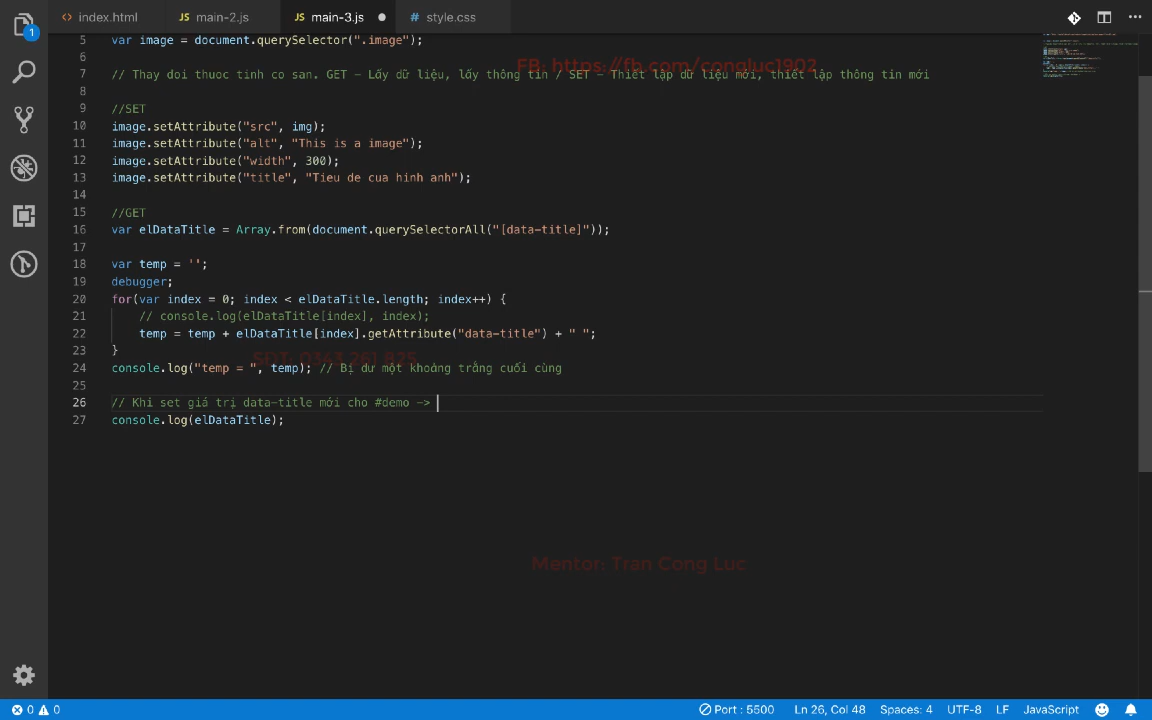 index.html
JS main-2.js
JS main-3.js
# style.css
1
5 var image = document.querySelector(".image");
6
7 // Thay doi thuoc tinh co san. GET - Lấy dữ liệu, lấy thông tin / SET - Thiết lập dữ liệu mới, thiết lập thông tin mới
FB: https://fb.com/congluc1902
8
9 //SET
10 image.setAttribute("src", img);
11 image.setAttribute("alt", "This is a image");
12 image.setAttribute("width", 300);
13 image.setAttribute("title", "Tieu de cua hinh anh");
14
15 //GET
16 var elDataTitle = Array.from(document.querySelectorAll("[data-title]"));
17
18 var temp = '';
19 debugger;
20 for(var index = 0; index < elDataTitle.length; index++) {
21 // console.log(elDataTitle[index], index);
22 temp = temp + elDataTitle[index].getAttribute("data-title") + " ";
23 }
SDT: 0363 261 825
24 console.log("temp = ", temp); // Bị dư một khoảng trắng cuối cùng
25
26 // Khi set giá trị data-title mới cho #demo ->
27 console.log(elDataTitle);
Mentor: Tran Cong Luc
0 0
Port : 5500
Ln 26, Col 48
Spaces: 4
UTF-8
LF
JavaScript